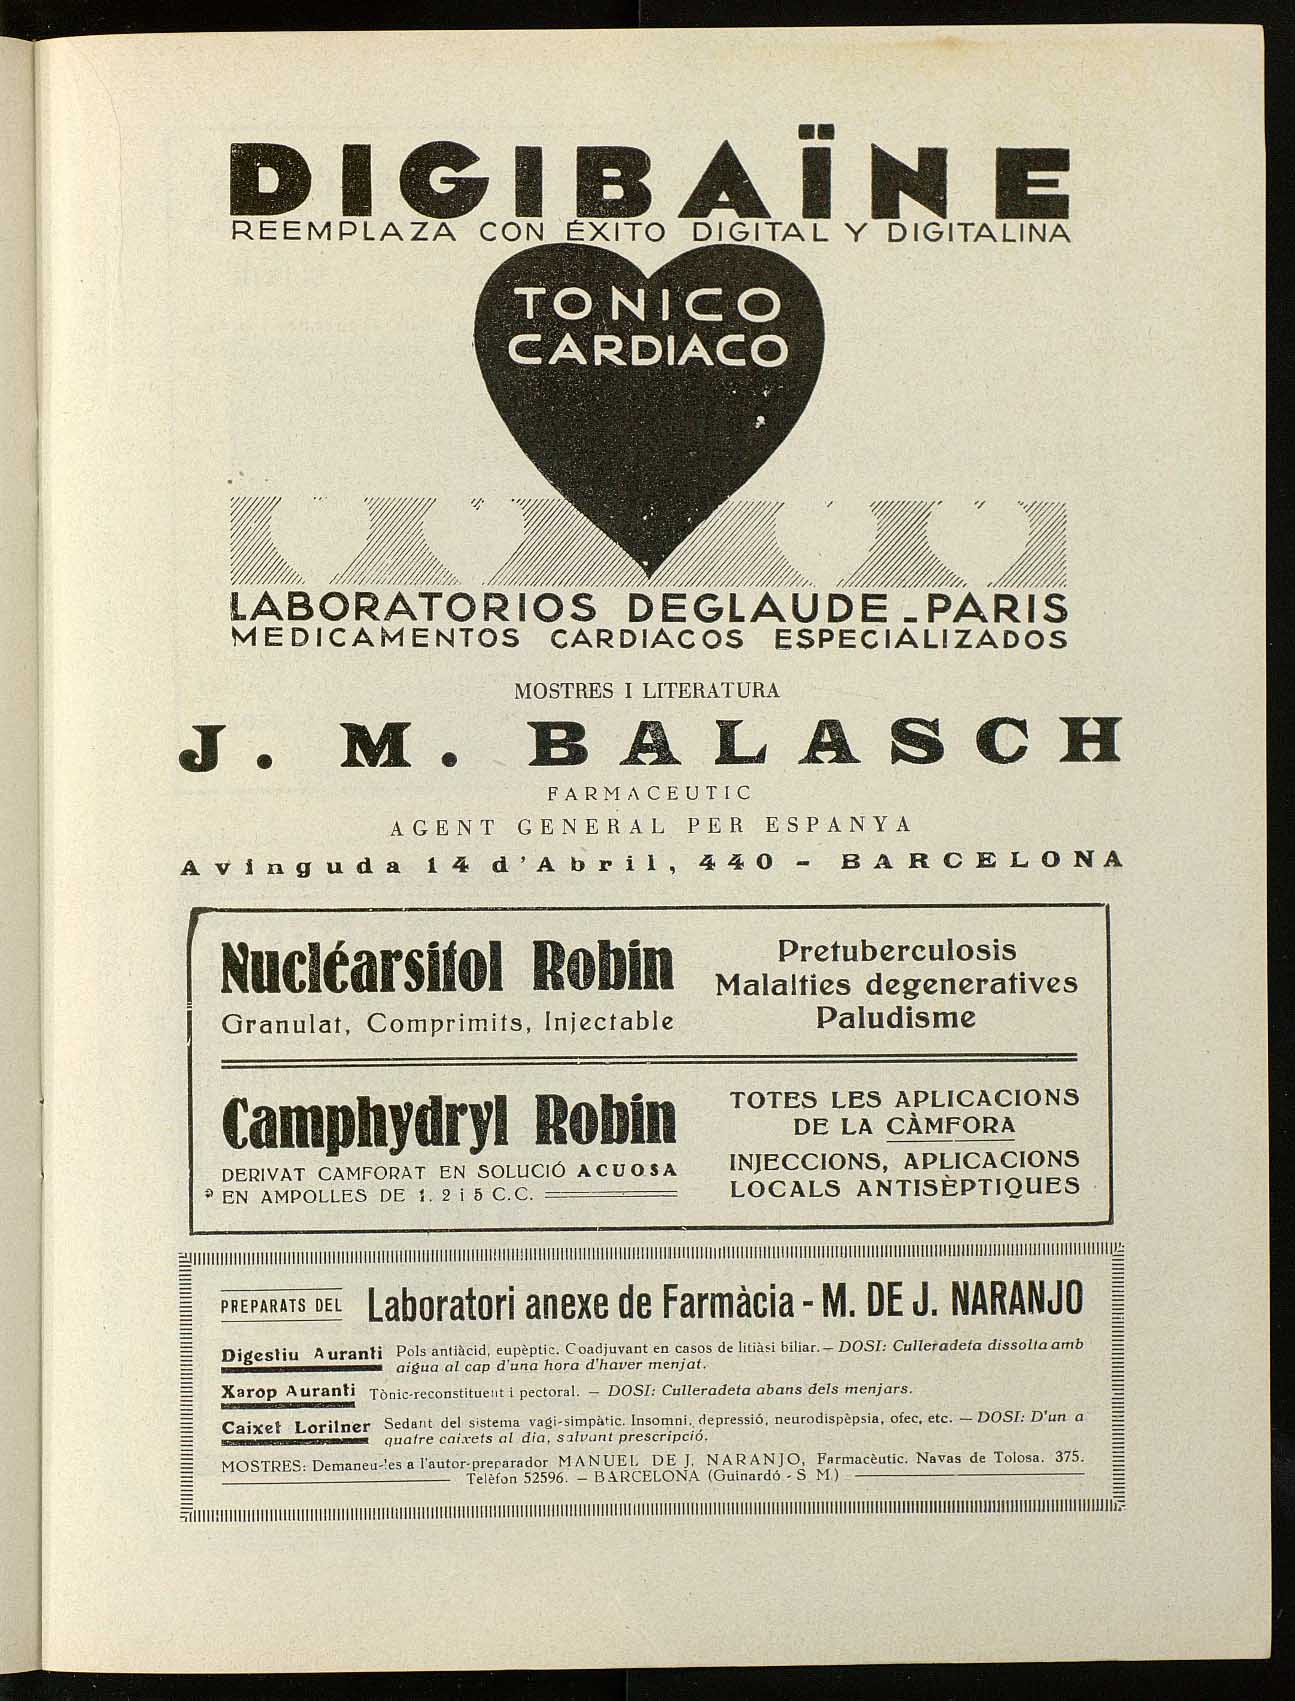 DIGIBAÏNE
REEMPLAZA CON ÉXITO DIGITAL Y DIGITALINA
TONICO
CARDIACO
LABORATORIOS DEGLAUDE - PARIS
MEDICAMENTOS CARDIACOS ESPECIALIZADOS
MOSTRES I LITERATURA
J. M. BALASCH
FARMACEUTIC
AGENT GENERAL PER ESPANYA
Avinguda 14 d'Abril, 440 - BARCELONA
Nucléarsitol Robin
Granulat, Comprimits, Injectable
Pretuberculosis
Malalties degeneratives
Paludisme
Camphydryl Robin
DERIVAT CAMFORAT EN SOLUCIÓ ACUOSA
EN AMPOLLES DE 1. 2 i 5 C.C.
TOTES LES APLICACIONS
DE LA CÀMFORA
INJECCIONS, APLICACIONS
LOCALS ANTISÈPTIQUES
PREPARATS DEL Laboratori anexe de Farmàcia - M. DE J. NARANJO
Digestiu Auranti Pols antiàcid, eupèptic. Coadjuvant en casos de litiàsi biliar. — DOSI: Culleradeta dissolta amb
aigua al cap d'una hora d'haver menjat.
Xarop Auranti Tònic-reconstituent i pectoral. — DOSI: Culleradeta abans dels menjars.
Caixet Lorilner Sedant del sistema vagi-simpàtic. Insomni, depressió, neurodispèpsia, ofec, etc. — DOSI: D'un a
quatre caixets al dia, salvant prescripció.
MOSTRES: Demaneu-les a l'autor-preparador MANUEL DE J. NARANJO, Farmacèutic. Navas de Tolosa. 375.
Telèfon 52596. — BARCELONA (Guinardó - S. M.)